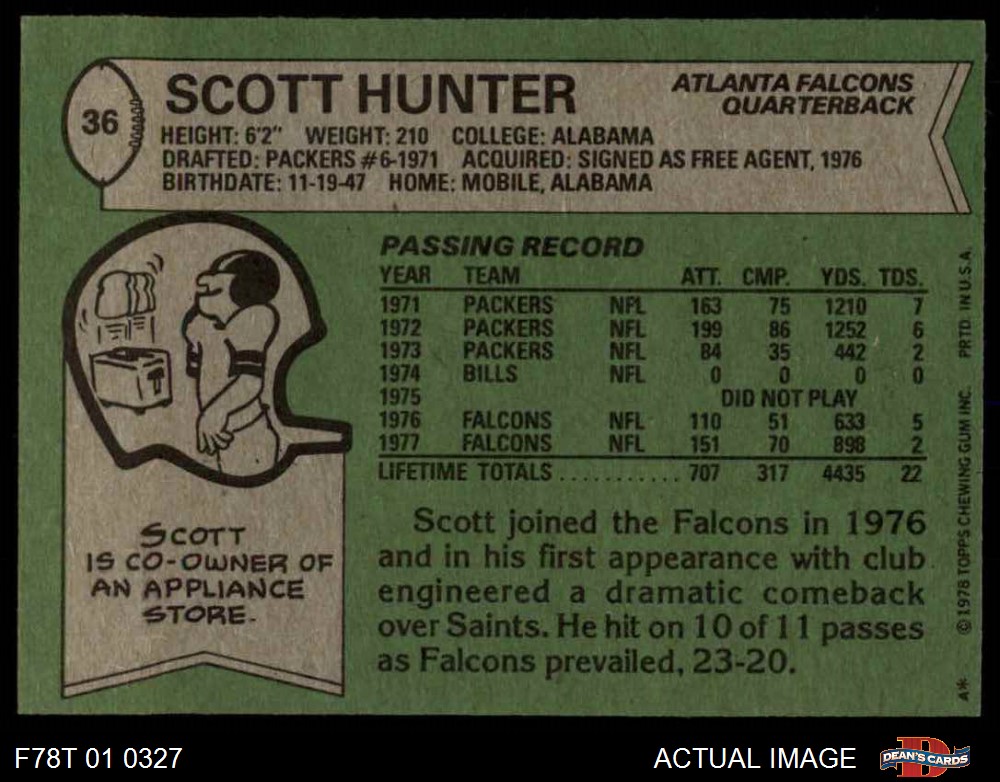 36
SCOTT HUNTER
ATLANTA FALCONS
QUARTERBACK
HEIGHT: 6'2" WEIGHT: 210 COLLEGE: ALABAMA
DRAFTED: PACKERS #6-1971 ACQUIRED: SIGNED AS FREE AGENT, 1976
BIRTHDATE: 11-19-47 HOME: MOBILE, ALABAMA
PASSING RECORD
YEAR TEAM ATT. CMP. YDS. TDS.
1971 PACKERS NFL 163 75 1210 7
1972 PACKERS NFL 199 86 1252 6
1973 PACKERS NFL 84 35 442 2
1974 BILLS NFL 0 0 0 0
1975 DID NOT PLAY
1976 FALCONS NFL 110 51 633 5
1977 FALCONS NFL 151 70 898 2
LIFETIME TOTALS........... 707 317 4435 22
SCOTT
IS CO-OWNER OF
AN APPLIANCE
STORE.
Scott joined the Falcons in 1976
and in his first appearance with club
engineered a dramatic comeback
over Saints. He hit on 10 of 11 passes
as Falcons prevailed, 23-20.
A* © 1978 TOPPS CHEWING GUM INC. PRTD. IN U.S.A.
F78T 01 0327
ACTUAL IMAGE
DEAN'S CARDS